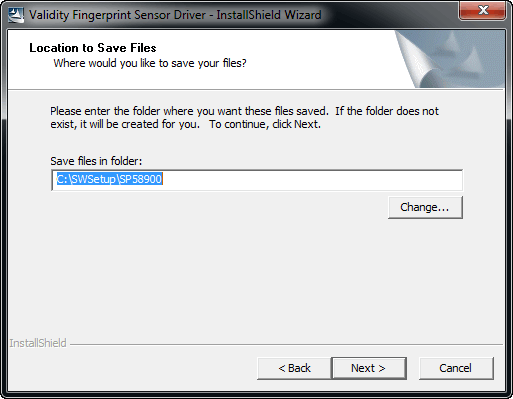 Validity Fingerprint Sensor Driver - InstallShield Wizard
Location to Save Files
Where would you like to save your files?
Please enter the folder where you want these files saved.  If the folder does not
exist, it will be created for you.   To continue, click Next.
Save files in folder:
C:\SWSetup\SP58900
Change...
InstallShield
< Back
Next >
Cancel